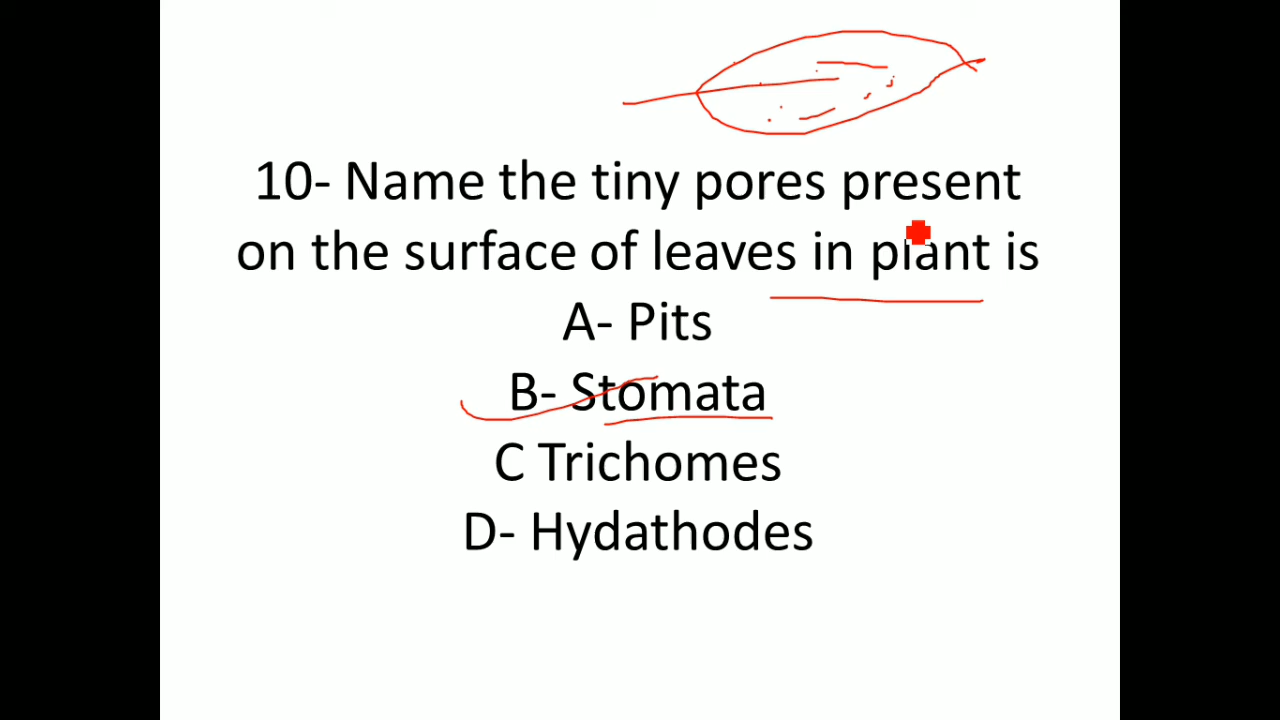 10- Name the tiny pores present
on the surface of leaves in plant is
A- Pits
B- Stomata
C Trichomes
D- Hydathodes